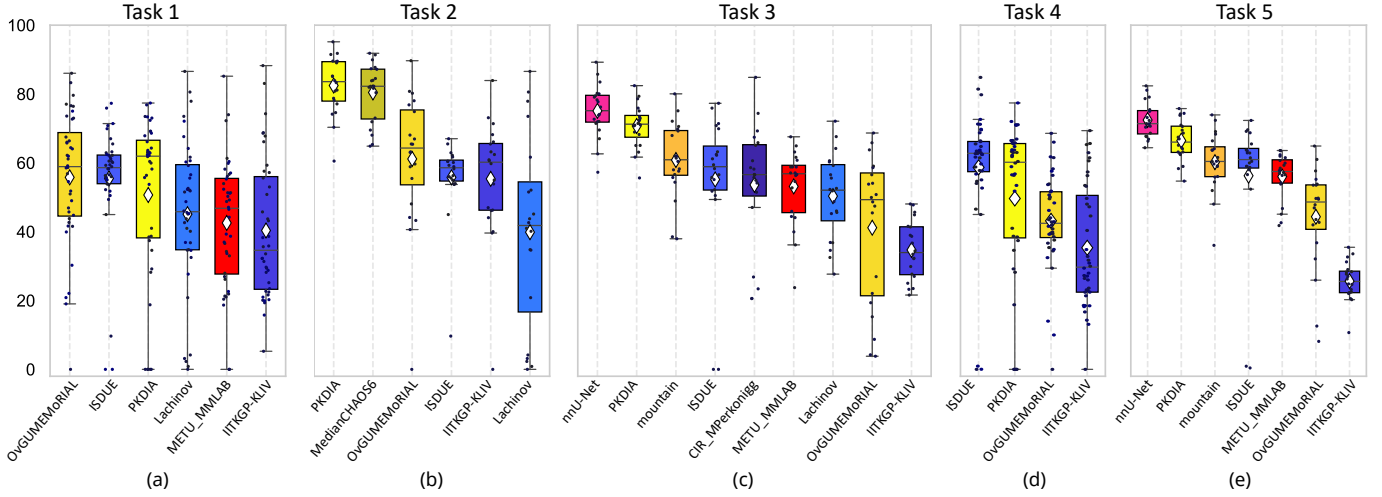 Task 1
Task 2
Task 3
Task 4
Task 5
100
80
60
40
20
0
OvGUMEMoRIAL
ISDUE
PKDIA
Lachinov
METU_MMLAB
IITKGP-KLIV
PKDIA
MedianCHAOS6
OvGUMEMoRIAL
ISDUE
IITKGP-KLIV
Lachinov
nnU-Net
PKDIA
mountain
ISDUE
CIR_MPerkonigg
METU_MMLAB
Lachinov
OvGUMEMoRIAL
IITKGP-KLIV
ISDUE
PKDIA
OvGUMEMoRIAL
IITKGP-KLIV
nnU-Net
PKDIA
mountain
ISDUE
METU_MMLAB
OvGUMEMoRIAL
IITKGP-KLIV
(a)
(b)
(c)
(d)
(e)